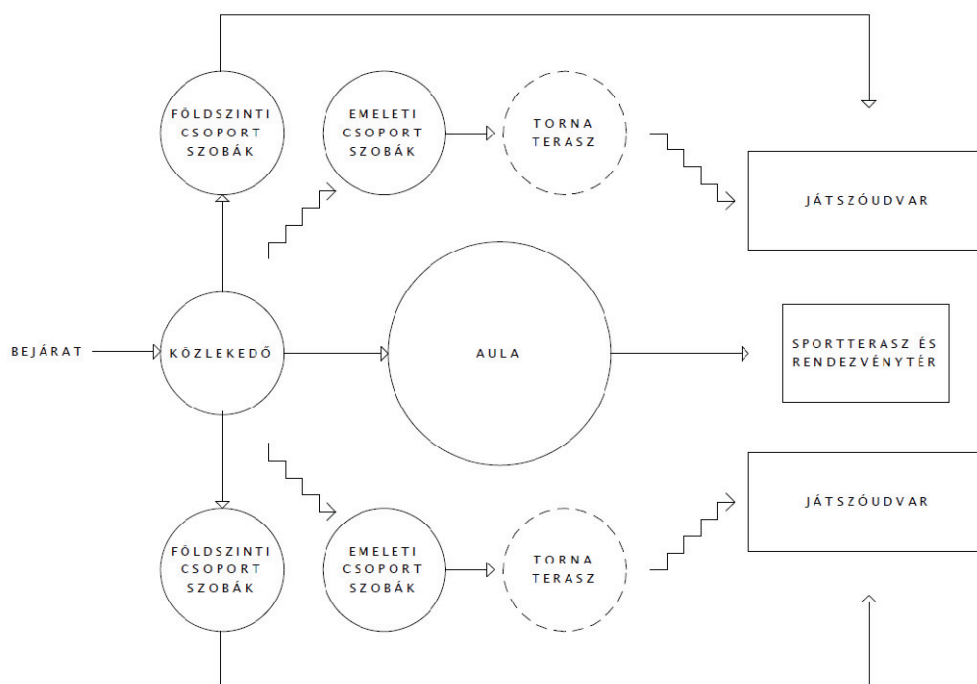 FÖLDSZINTI
CSOPORT
SZOBÁK
EMELETI
CSOPORT
SZOBÁK
TORNA
TERASZ
JÁTSZÓUDVAR
BEJÁRAT
KÖZLEKEDŐ
AULA
SPORTTERASZ ÉS
RENDEZVÉNYTÉR
FÖLDSZINTI
CSOPORT
SZOBÁK
EMELETI
CSOPORT
SZOBÁK
TORNA
TERASZ
JÁTSZÓUDVAR